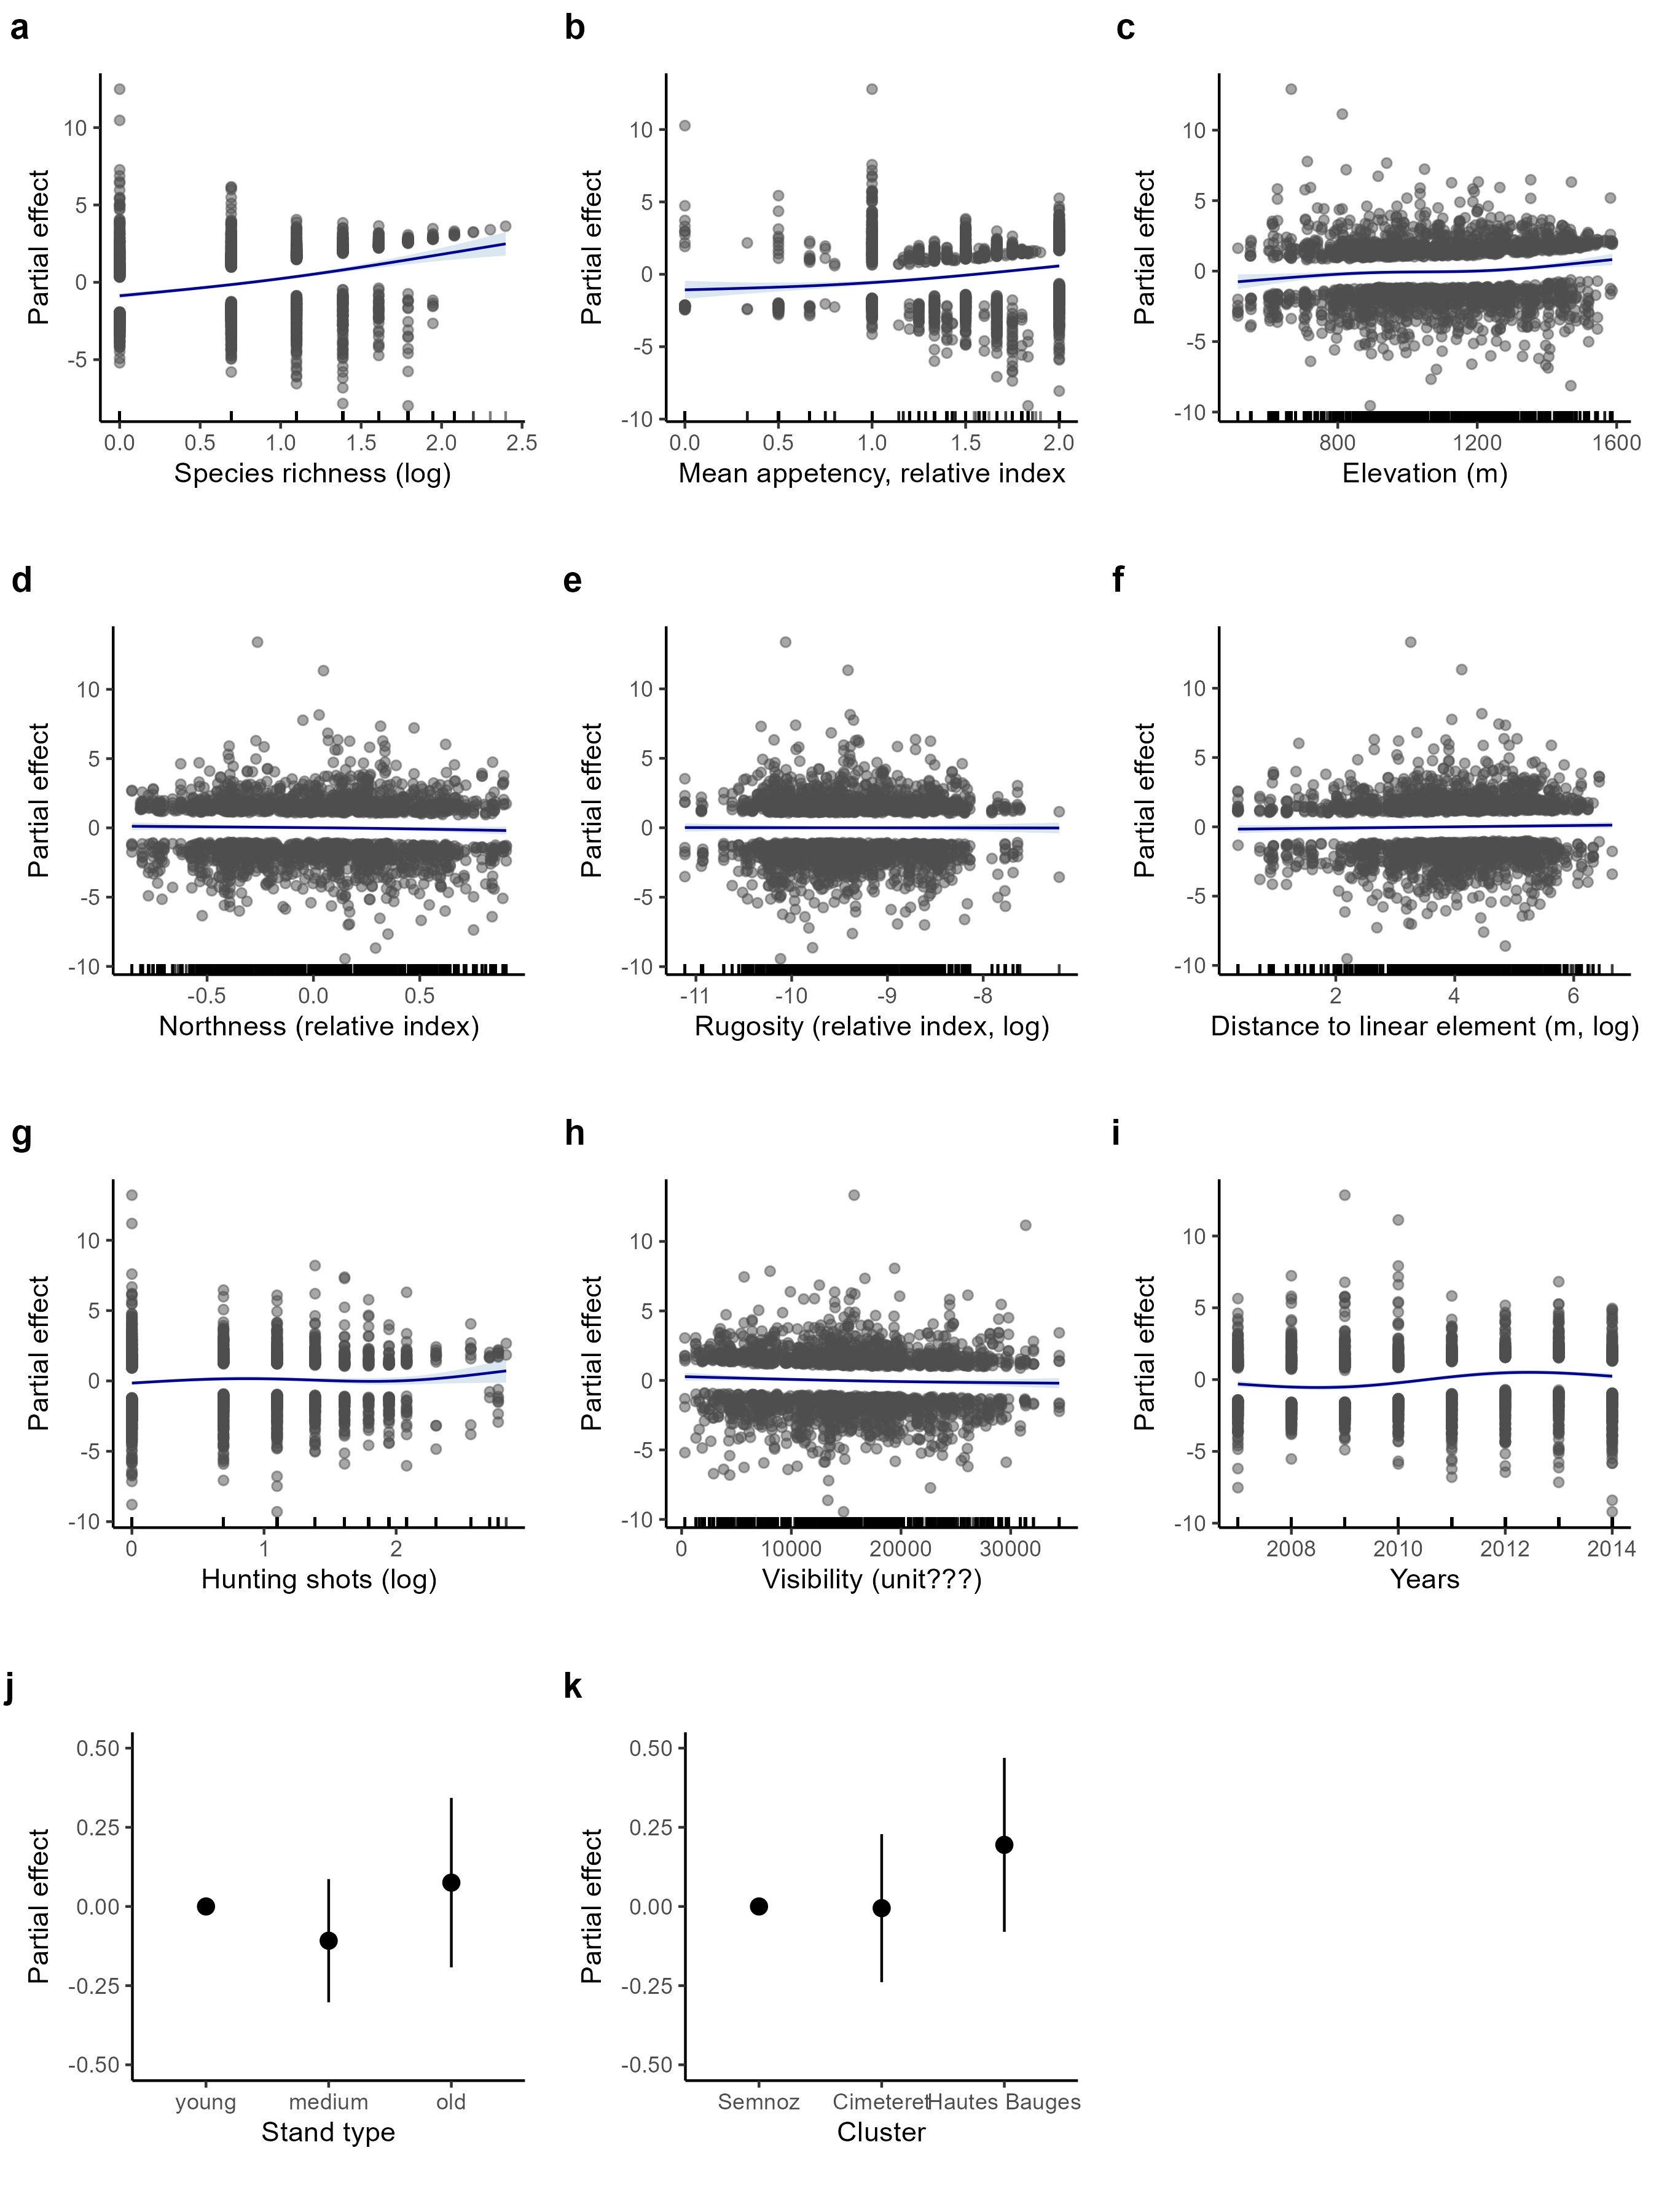 a
b
c
Partial effect
10
5
0
-5
0.0 0.5 1.0 1.5 2.0 2.5
Species richness (log)
Partial effect
10
5
0
-5
-10
0.0 0.5 1.0 1.5 2.0
Mean appetency, relative index
Partial effect
10
5
0
-5
-10
800 1200 1600
Elevation (m)
d
e
f
Partial effect
10
5
0
-5
-10
-0.5 0.0 0.5
Northness (relative index)
Partial effect
10
5
0
-5
-10
-11 -10 -9 -8
Rugosity (relative index, log)
Partial effect
10
5
0
-5
-10
2 4 6
Distance to linear element (m, log)
g
h
i
Partial effect
10
5
0
-5
-10
0 1 2
Hunting shots (log)
Partial effect
10
5
0
-5
-10
0 10000 20000 30000
Visibility (unit???)
Partial effect
10
5
0
-5
-10
2008 2010 2012 2014
Years
j
k
Partial effect
0.50
0.25
0.00
-0.25
-0.50
young medium old
Stand type
Partial effect
0.50
0.25
0.00
-0.25
-0.50
Semnoz Cimeteret Hautes Bauges
Cluster